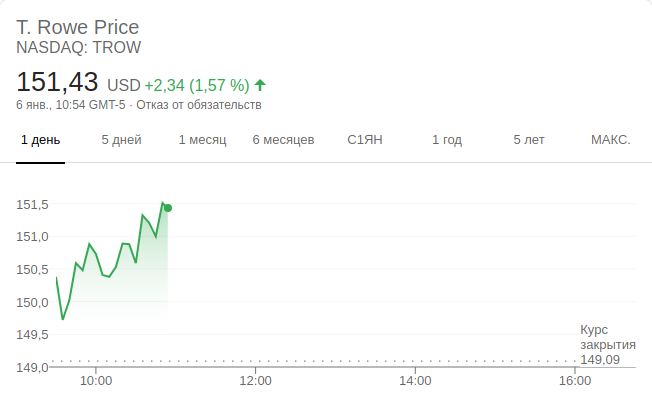 T. Rowe Price
NASDAQ: TROW
151,43 USD +2,34 (1,57 %)
6 янв., 10:54 GMT-5 · Отказ от обязательств
1 день 5 дней 1 месяц 6 месяцев С1ЯН 1 год 5 лет МАКС.
151,5
151,0
150,5
150,0
149,5
149,0
Курс
закрытия
149,09
10:00 12:00 14:00 16:00